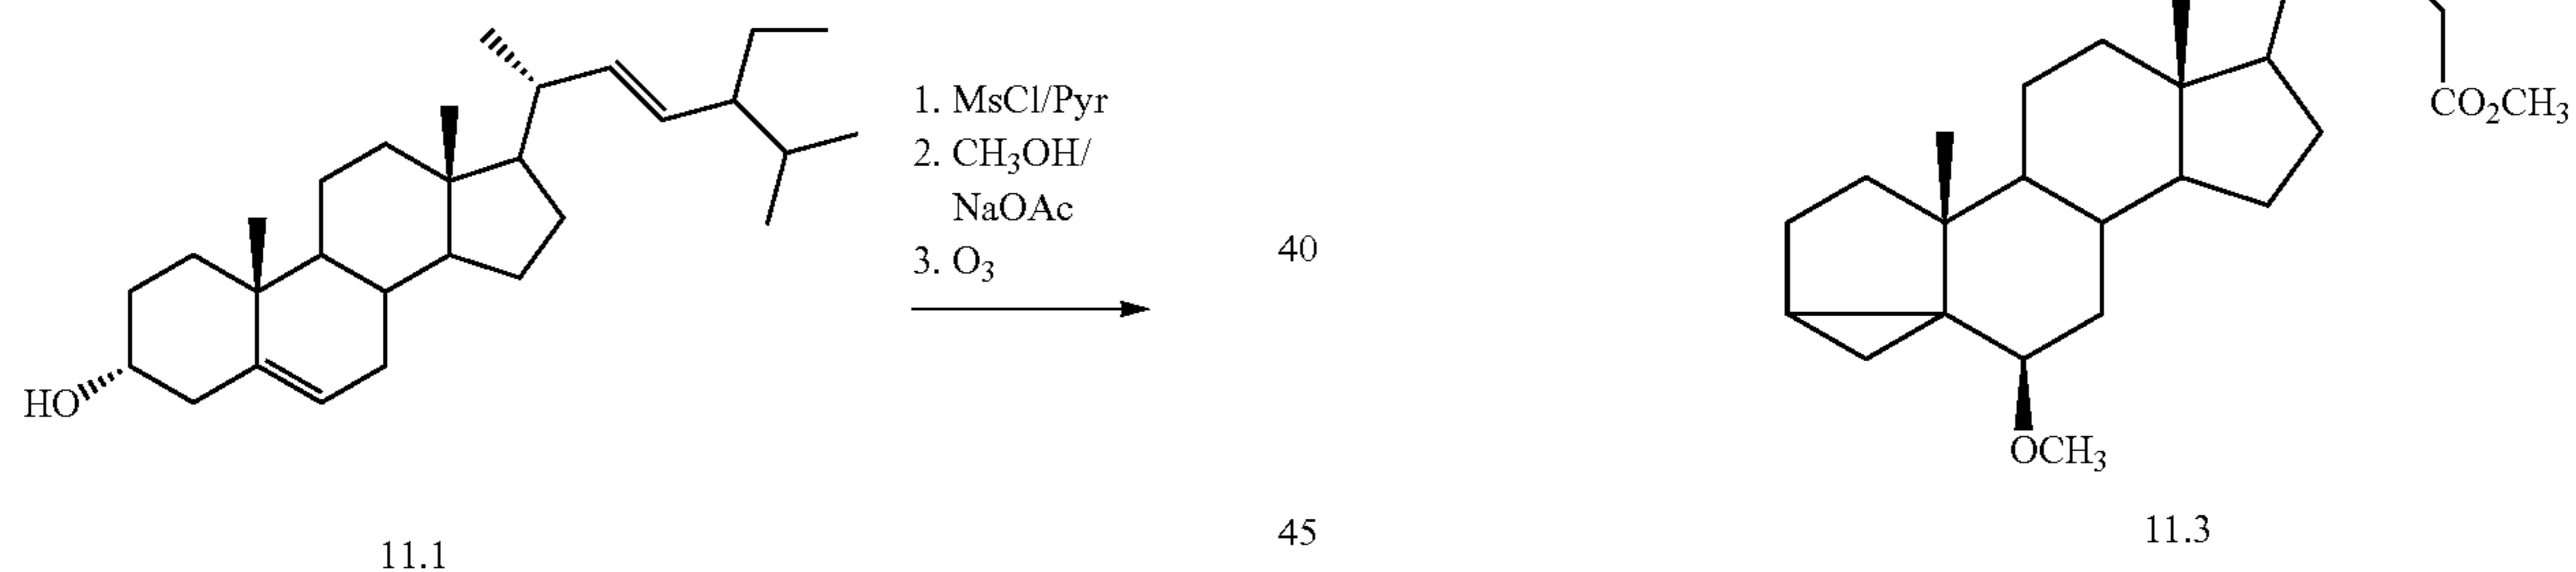 1. MsCl/Pyr
2. CH₃OH/
NaOAc
3. O₃
HO
11.1
40
45
CO₂CH₃
OCH₃
11.3